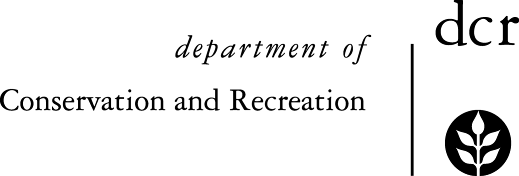 dcr
department of
Conservation and Recreation